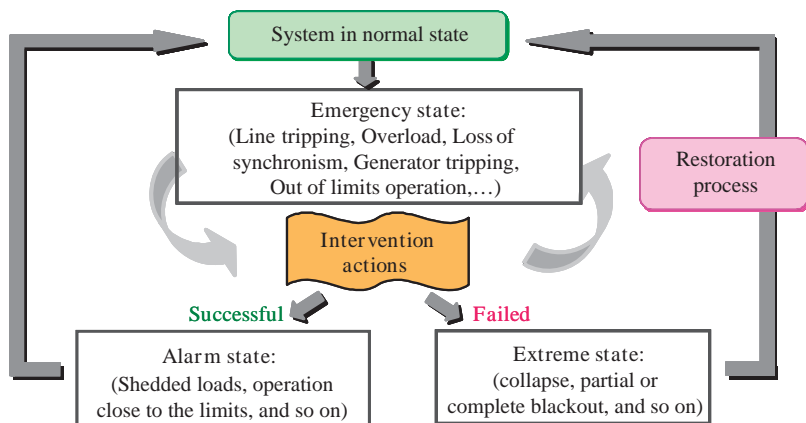 System in normal state
Emergency state:
(Line tripping, Overload, Loss of
synchronism, Generator tripping,
Out of limits operation,…)
Restoration
process
Intervention
actions
Successful
Failed
Alarm state:
(Shedded loads, operation
close to the limits, and so on)
Extreme state:
(collapse, partial or
complete blackout, and so on)